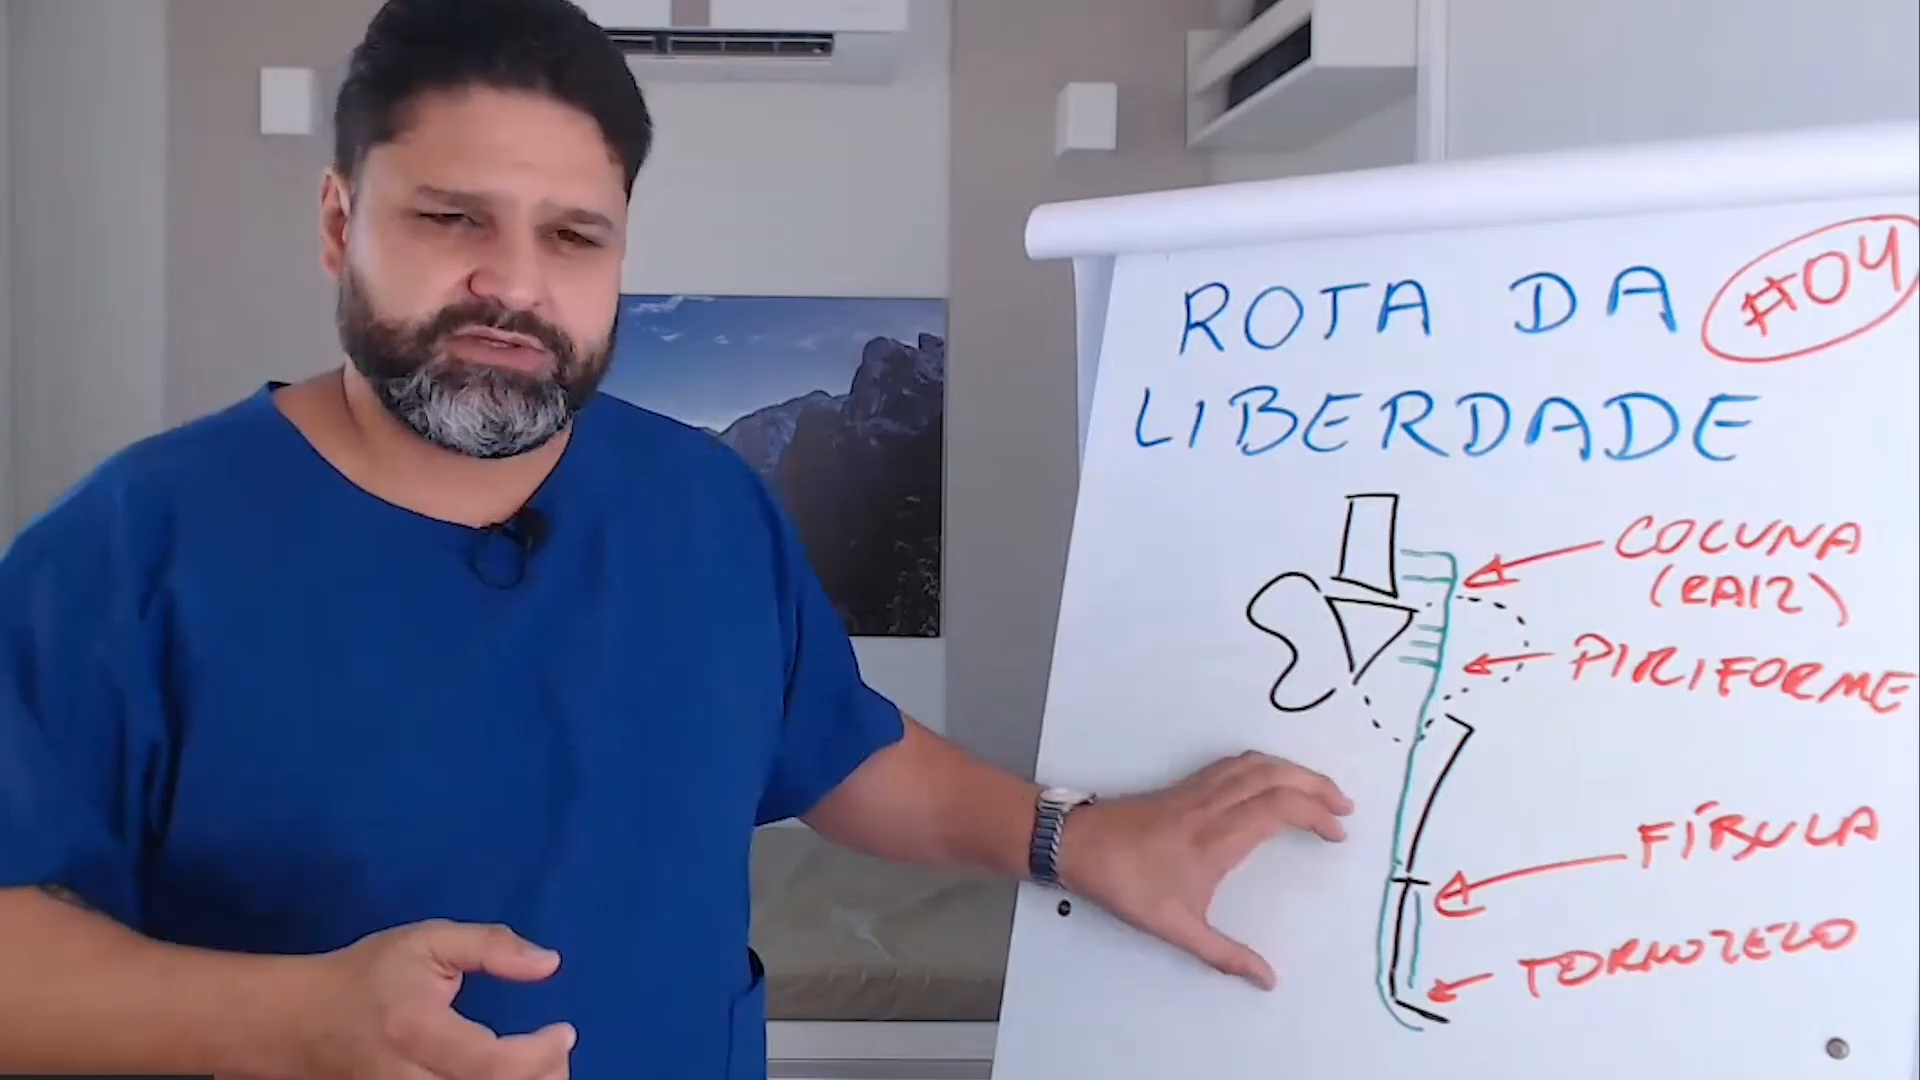 ROTA DA #04
LIBERDADE
COLUNA
(RAIZ)
PIRIFORME
FÍBULA
TORNOZELO